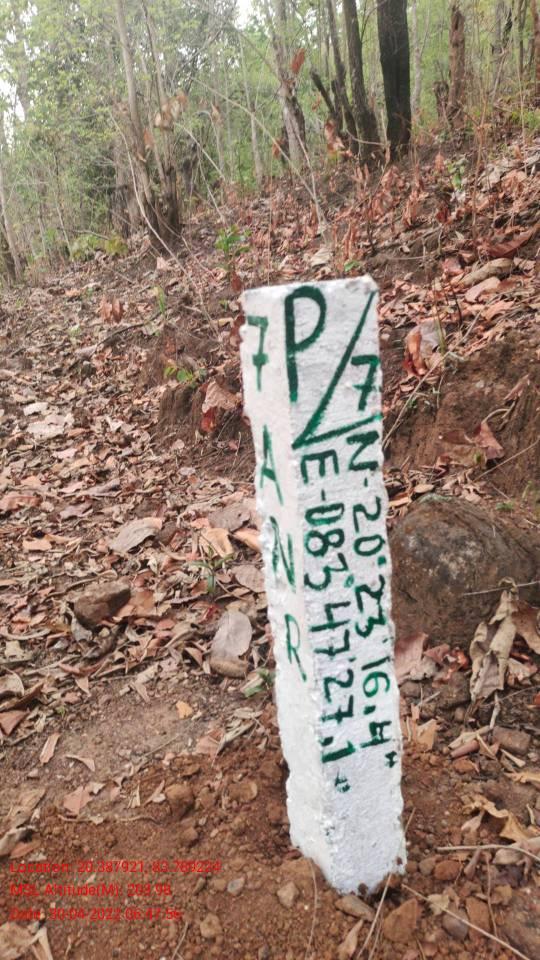 7
A
N
R
P/7
N-20°23'16.4"
E-083°47'27.1"
Location: 20.387921, 83.789224
MSL Altitude(M): 284.98
Date: 30-04-2022 06:47:56